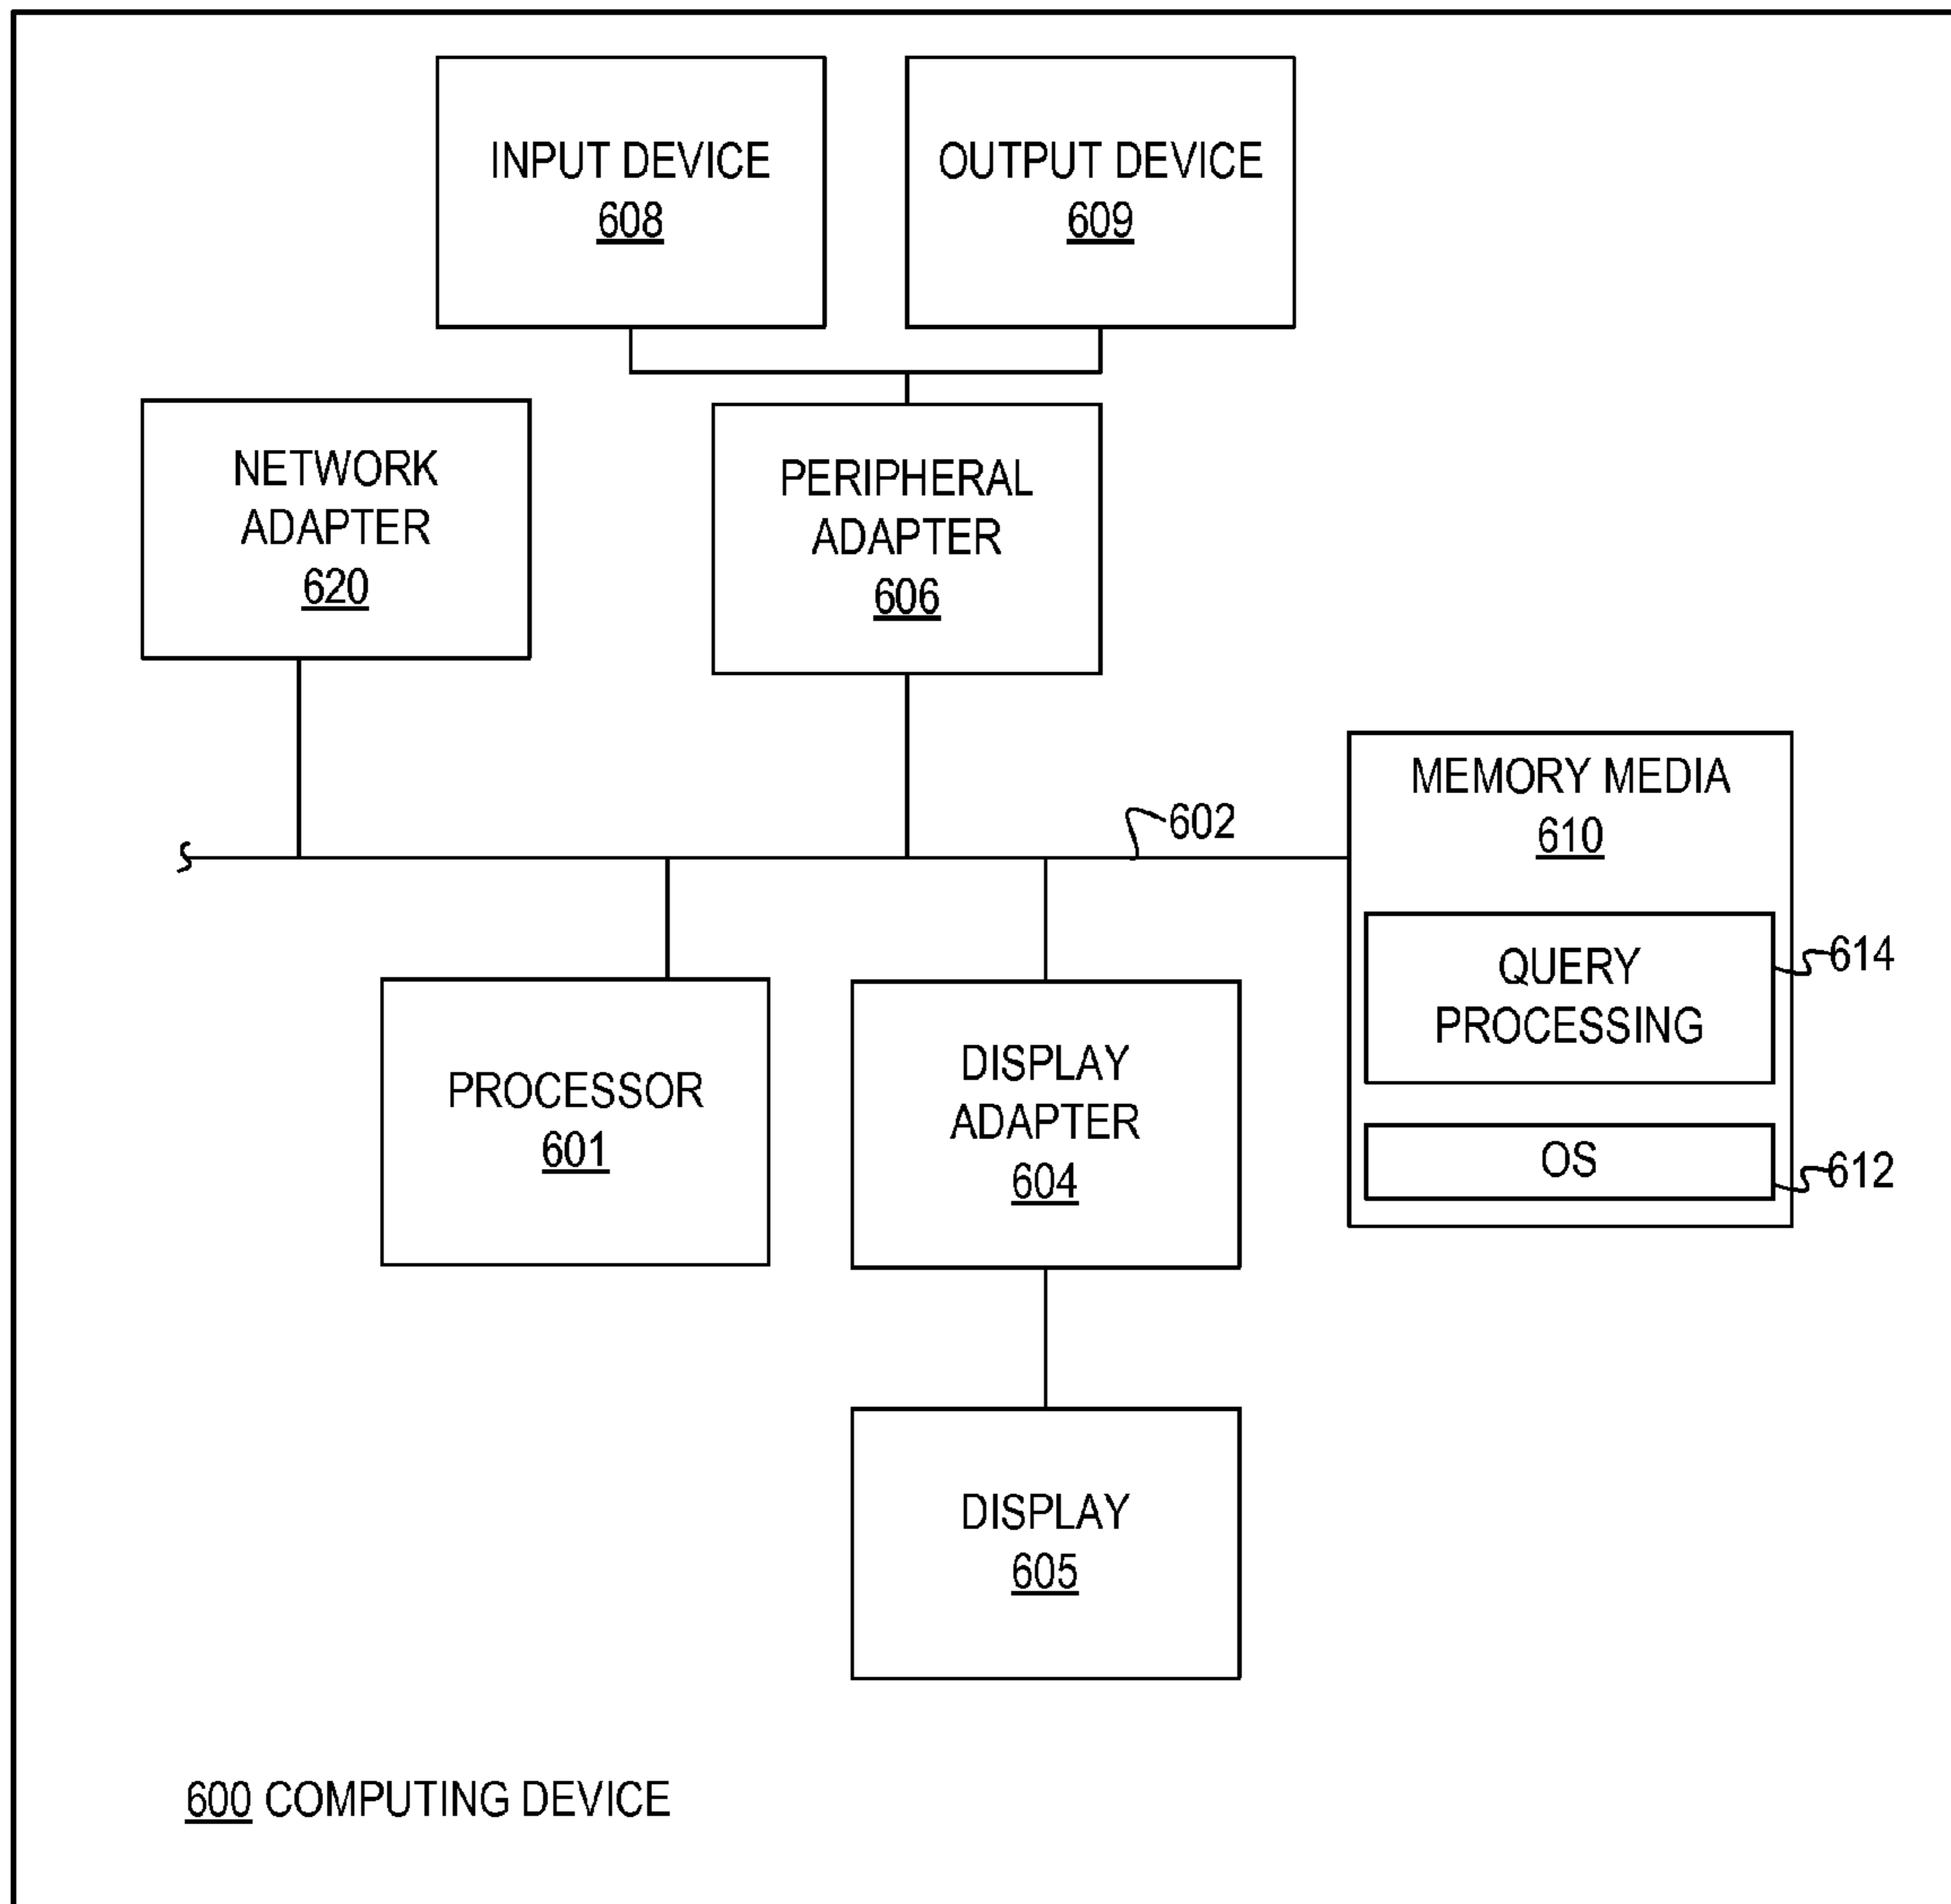 INPUT DEVICE
608
OUTPUT DEVICE
609
NETWORK
ADAPTER
620
PERIPHERAL
ADAPTER
606
602
MEMORY MEDIA
610
QUERY
PROCESSING
614
OS
612
PROCESSOR
601
DISPLAY
ADAPTER
604
DISPLAY
605
600 COMPUTING DEVICE